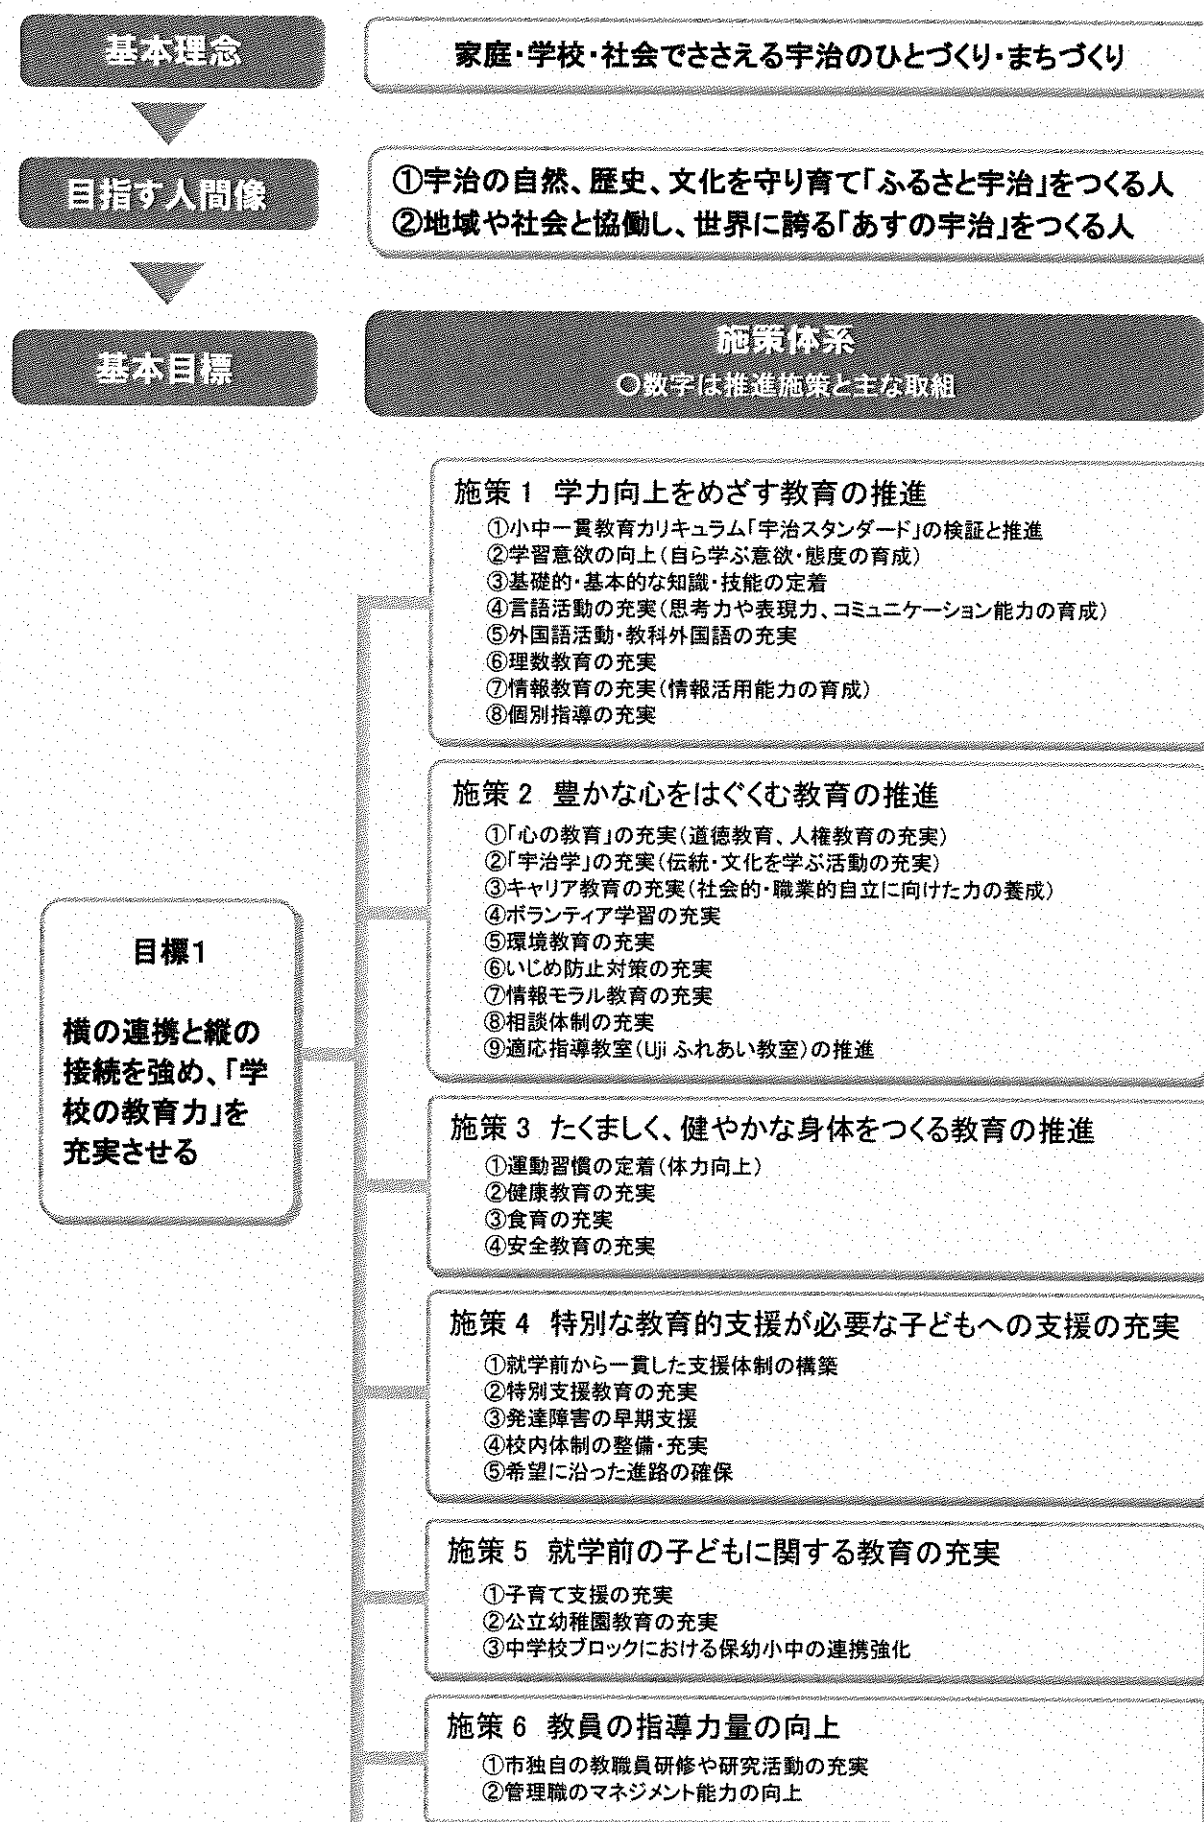 基本理念
家庭・学校・社会でささえる宇治のひとづくり・まちづくり
目指す人間像
①宇治の自然、歴史、文化を守り育て「ふるさと宇治」をつくる人
②地域や社会と協働し、世界に誇る「あすの宇治」をつくる人
基本目標
施策体系
○数字は推進施策と主な取組
目標1
横の連携と縦の
接続を強め、「学
校の教育力」を
充実させる
施策1 学力向上をめざす教育の推進
①小中一貫教育カリキュラム「宇治スタンダード」の検証と推進
②学習意欲の向上(自ら学ぶ意欲・態度の育成)
③基礎的・基本的な知識・技能の定着
④言語活動の充実(思考力や表現力、コミュニケーション能力の育成)
⑤外国語活動・教科外国語の充実
⑥理数教育の充実
⑦情報教育の充実(情報活用能力の育成)
⑧個別指導の充実
施策2 豊かな心をはぐくむ教育の推進
①「心の教育」の充実(道徳教育、人権教育の充実)
②「宇治学」の充実(伝統・文化を学ぶ活動の充実)
③キャリア教育の充実(社会的・職業的自立に向けた力の養成)
④ボランティア学習の充実
⑤環境教育の充実
⑥いじめ防止対策の充実
⑦情報モラル教育の充実
⑧相談体制の充実
⑨適応指導教室(Ujiふれあい教室)の推進
施策3 たくましく、健やかな身体をつくる教育の推進
①運動習慣の定着(体力向上)
②健康教育の充実
③食育の充実
④安全教育の充実
施策4 特別な教育的支援が必要な子どもへの支援の充実
①就学前から一貫した支援体制の構築
②特別支援教育の充実
③発達障害の早期支援
④校内体制の整備・充実
⑤希望に沿った進路の確保
施策5 就学前の子どもに関する教育の充実
①子育て支援の充実
②公立幼稚園教育の充実
③中学校ブロックにおける保幼小中の連携強化
施策6 教員の指導力量の向上
①市独自の教職員研修や研究活動の充実
②管理職のマネジメント能力の向上